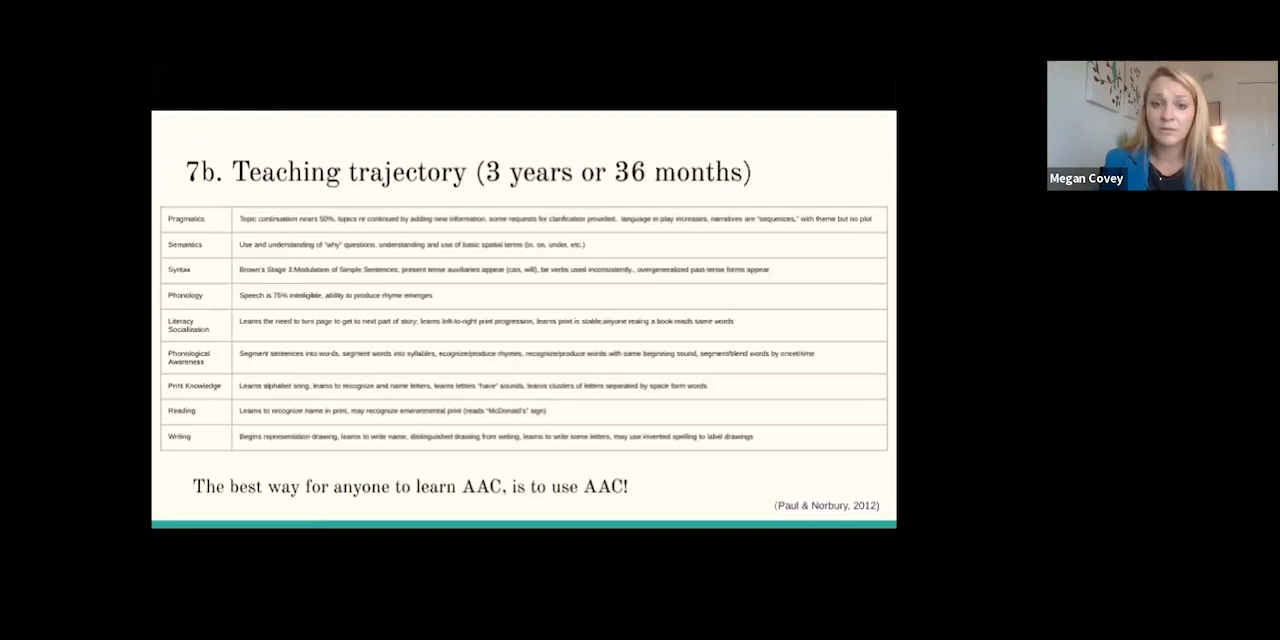 7b. Teaching trajectory (3 years or 36 months)
Pragmatics Topic continuation nears 50%, topics re continued by adding new information, some requests for clarification provided. language in play increases, narratives are "sequences," with theme but no plot
Semantics Use and understanding of "why" questions, understanding and use of basic spatial terms (in, on, under, etc.)
Syntax Brown's Stage 3:Modulation of Simple Sentences, present tense auxiliaries appear (can, will), be verbs used inconsistently., overgeneralized past-tense forms appear
Phonology Speech is 75% intelligible, ability to produce rhyme emerges
Literacy Socialization Learns the need to turn page to get to next part of story, learns left-to-right print progression, learns print is stable;anyone reaing a book reads same words
Phonological Awareness Segment sentences into words, segment words into syllables, ecognize/produce rhymes, recognize/produce words with same beginning sound, segment/blend words by onset/rime
Print Knowledge Learns alphabet song, learns to recognize and name letters, learns letters "have" sounds, learns clusters of letters separated by space form words
Reading Learns to recognize name in print, may recognize environmental print (reads "McDonald's" sign)
Writing Begins representation drawing, learns to write name, distinguished drawing from writing, learns to write some letters, may use invented spelling to label drawings
The best way for anyone to learn AAC, is to use AAC!
(Paul & Norbury, 2012)
Megan Covey